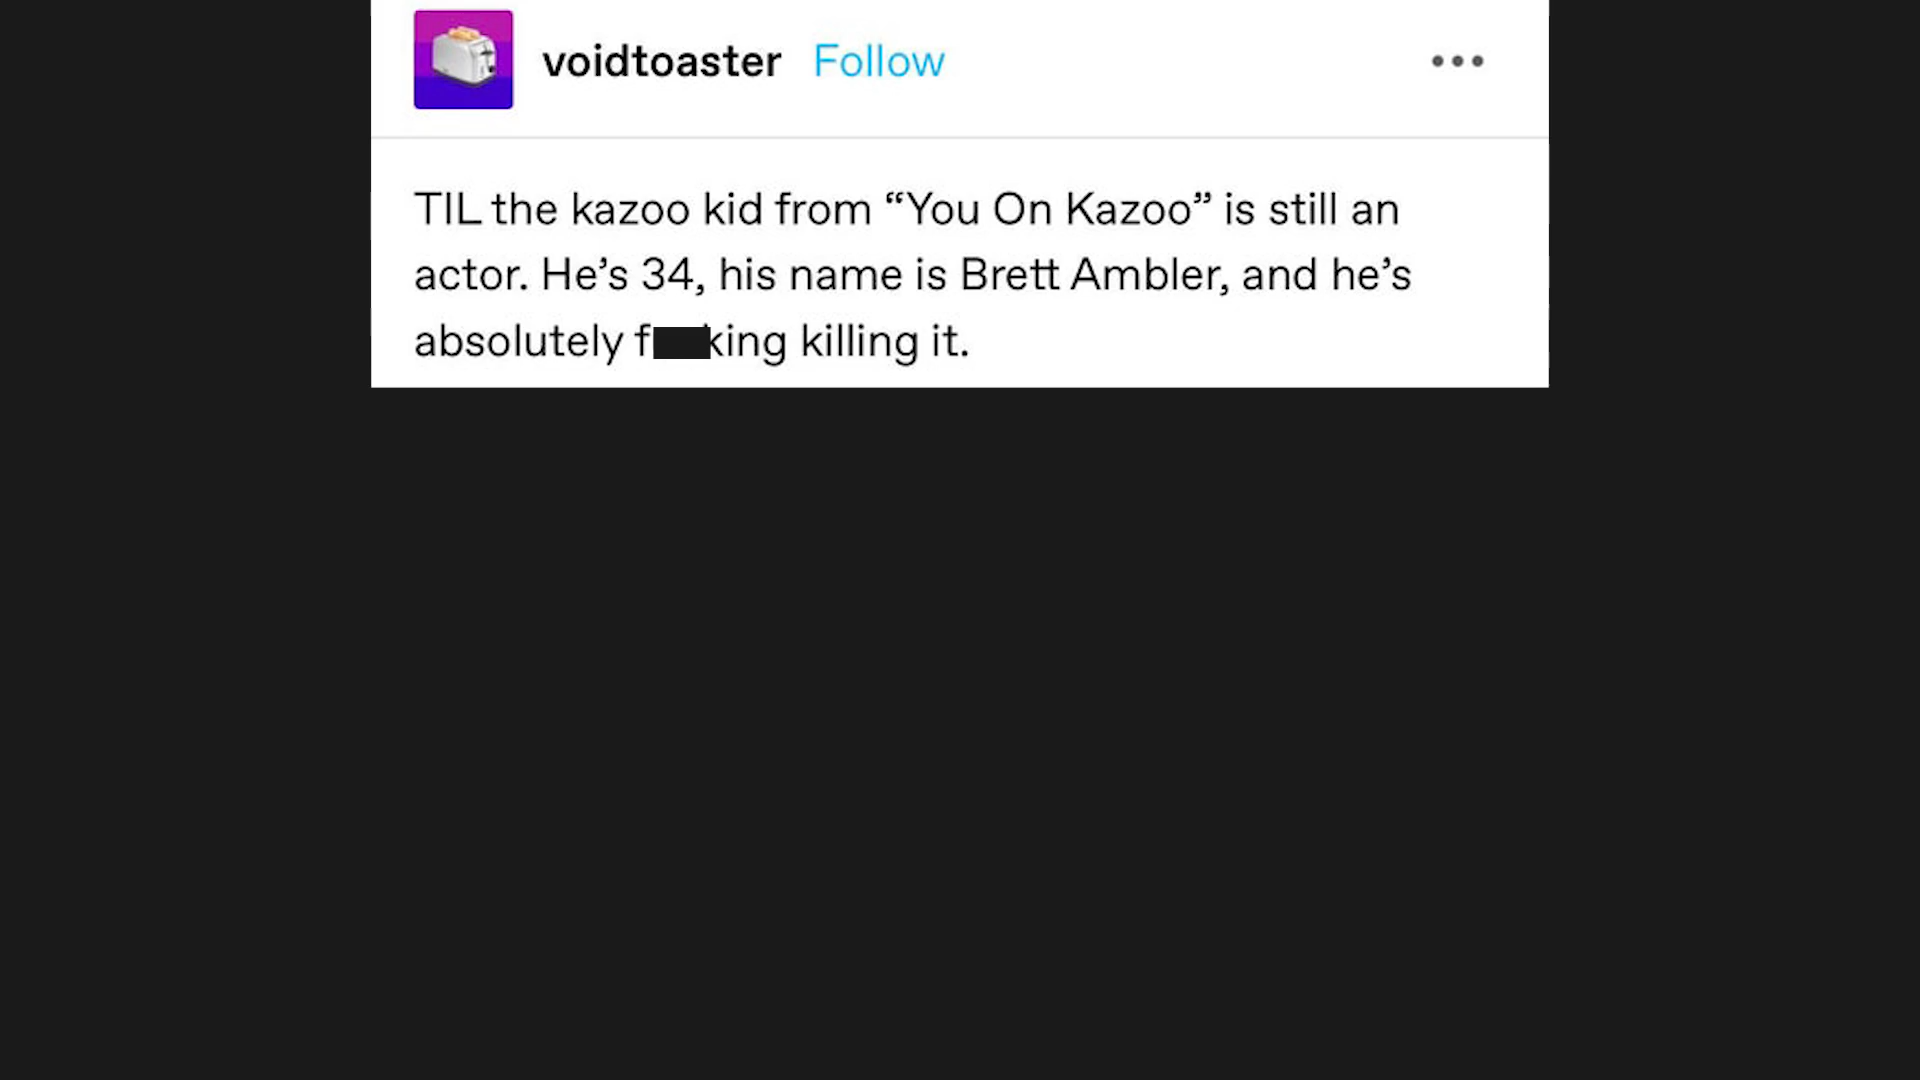 voidtoaster Follow
TIL the kazoo kid from “You On Kazoo” is still an
actor. He’s 34, his name is Brett Ambler, and he’s
absolutely f king killing it.